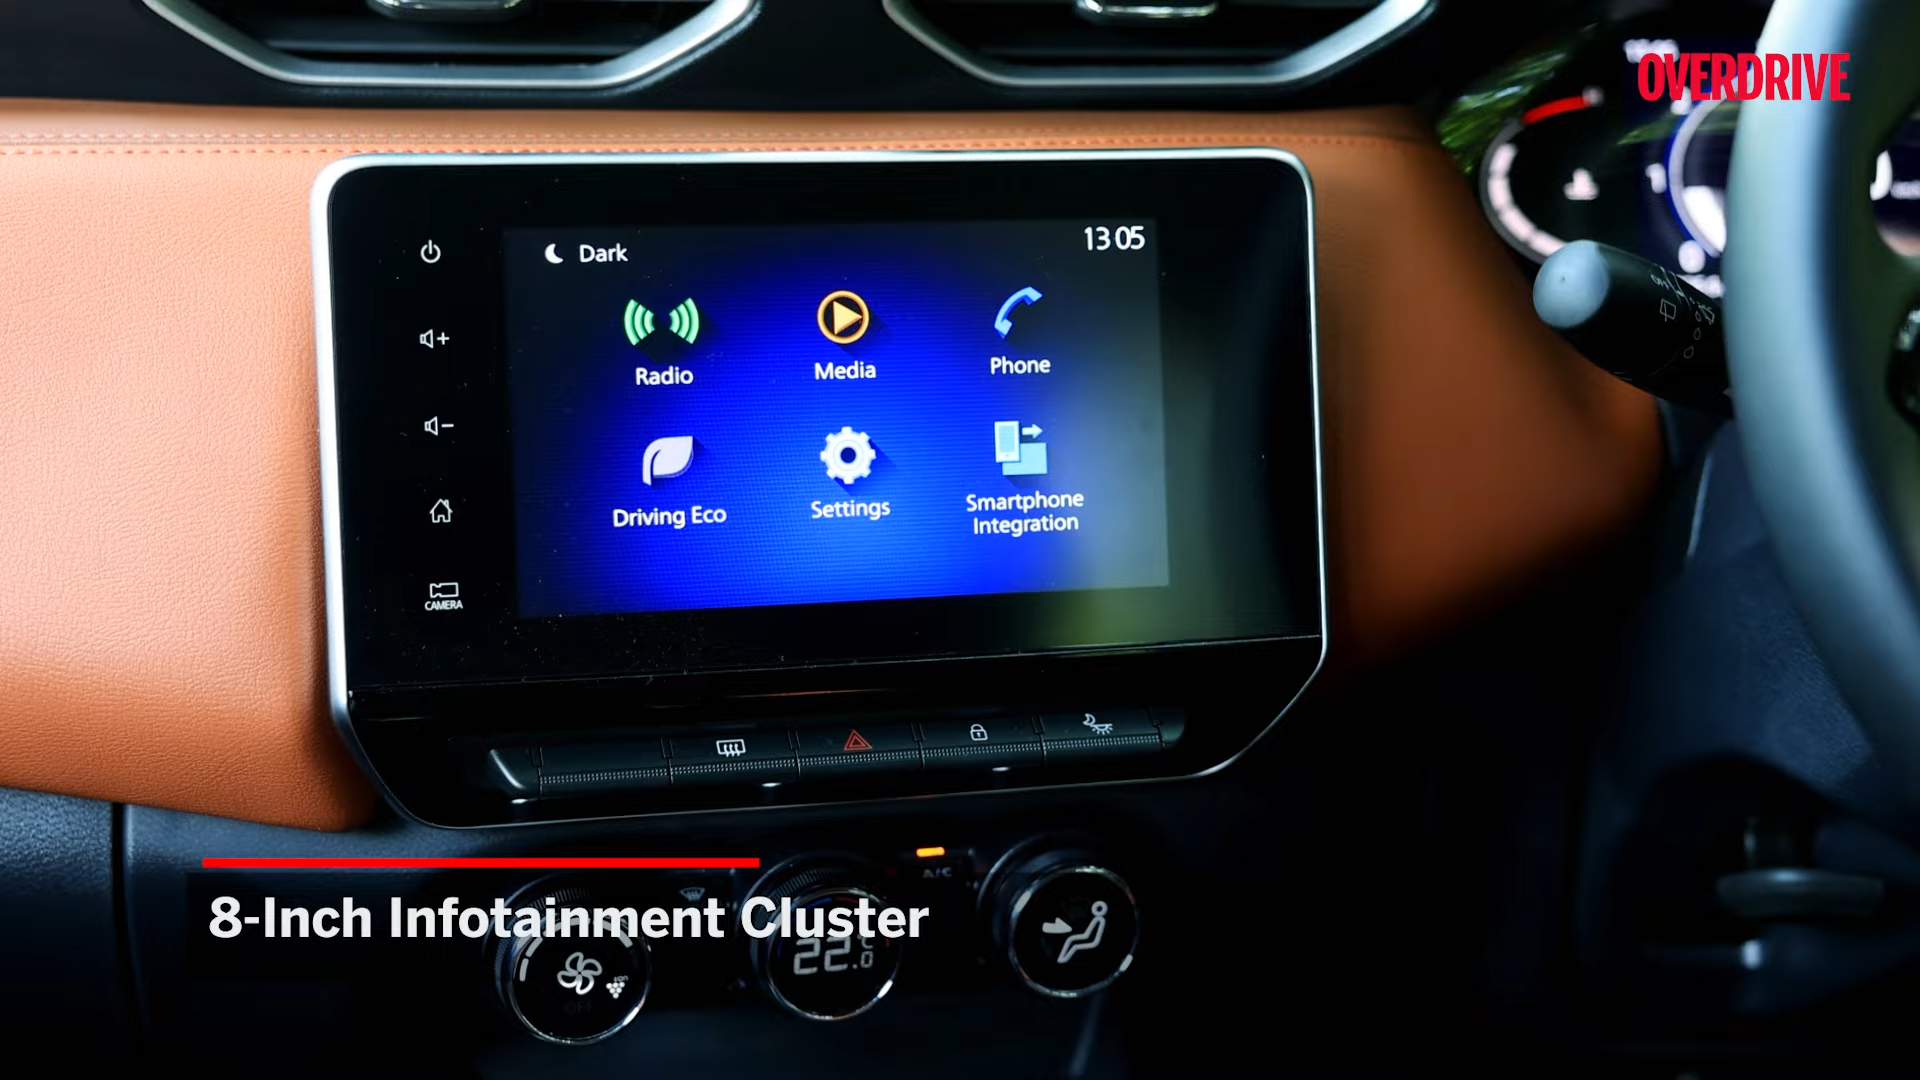 OVERDRIVE
Dark
13 05
Radio
Media
Phone
Driving Eco
Settings
Smartphone
Integration
CAMERA
A/C
8-Inch Infotainment Cluster
22.0
OFF